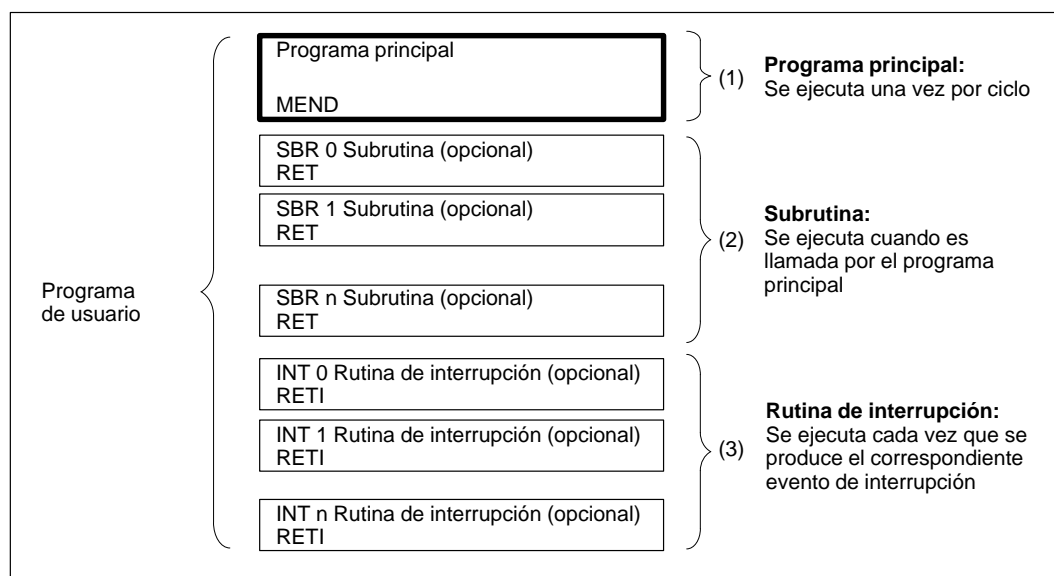 Programa principal
MEND
(1)
Programa principal:
Se ejecuta una vez por ciclo
SBR 0 Subrutina (opcional)
RET
SBR 1 Subrutina (opcional)
RET
SBR n Subrutina (opcional)
RET
(2)
Subrutina:
Se ejecuta cuando es
llamada por el programa
principal
Programa
de usuario
INT 0 Rutina de interrupción (opcional)
RETI
INT 1 Rutina de interrupción (opcional)
RETI
INT n Rutina de interrupción (opcional)
RETI
(3)
Rutina de interrupción:
Se ejecuta cada vez que se
produce el correspondiente
evento de interrupción